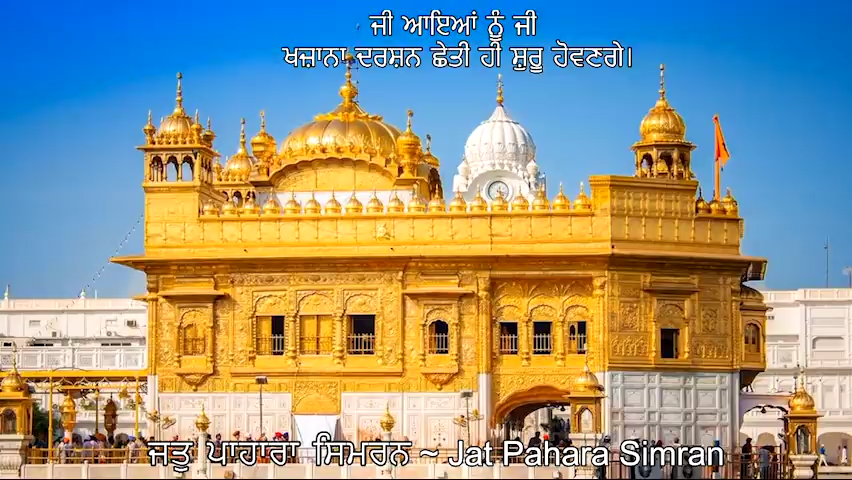 ਜੀ ਆਇਆਂ ਨੂੰ ਜੀ
ਖਜ਼ਾਨਾ ਦਰਸ਼ਨ ਛੇਤੀ ਹੀ ਸ਼ੁਰੂ ਹੋਵਣਗੇ।
ਜਤੁ ਪਾਹਾਰਾ ਸਿਮਰਨ ~ Jat Pahara Simran